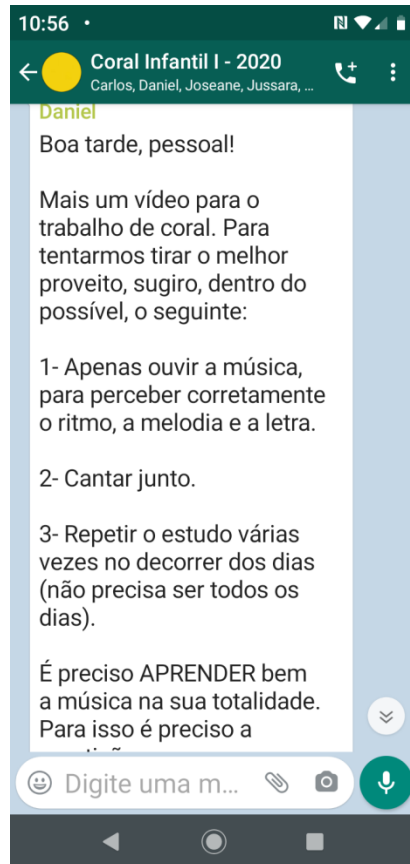 10:56
Coral Infantil I - 2020
Carlos, Daniel, Joseane, Jussara, ...
Daniel
Boa tarde, pessoal!
Mais um vídeo para o
trabalho de coral. Para
tentarmos tirar o melhor
proveito, sugiro, dentro do
possível, o seguinte:
1- Apenas ouvir a música,
para perceber corretamente
o ritmo, a melodia e a letra.
2- Cantar junto.
3- Repetir o estudo várias
vezes no decorrer dos dias
(não precisa ser todos os
dias).
É preciso APRENDER bem
a música na sua totalidade.
Para isso é preciso a
Digite uma m...